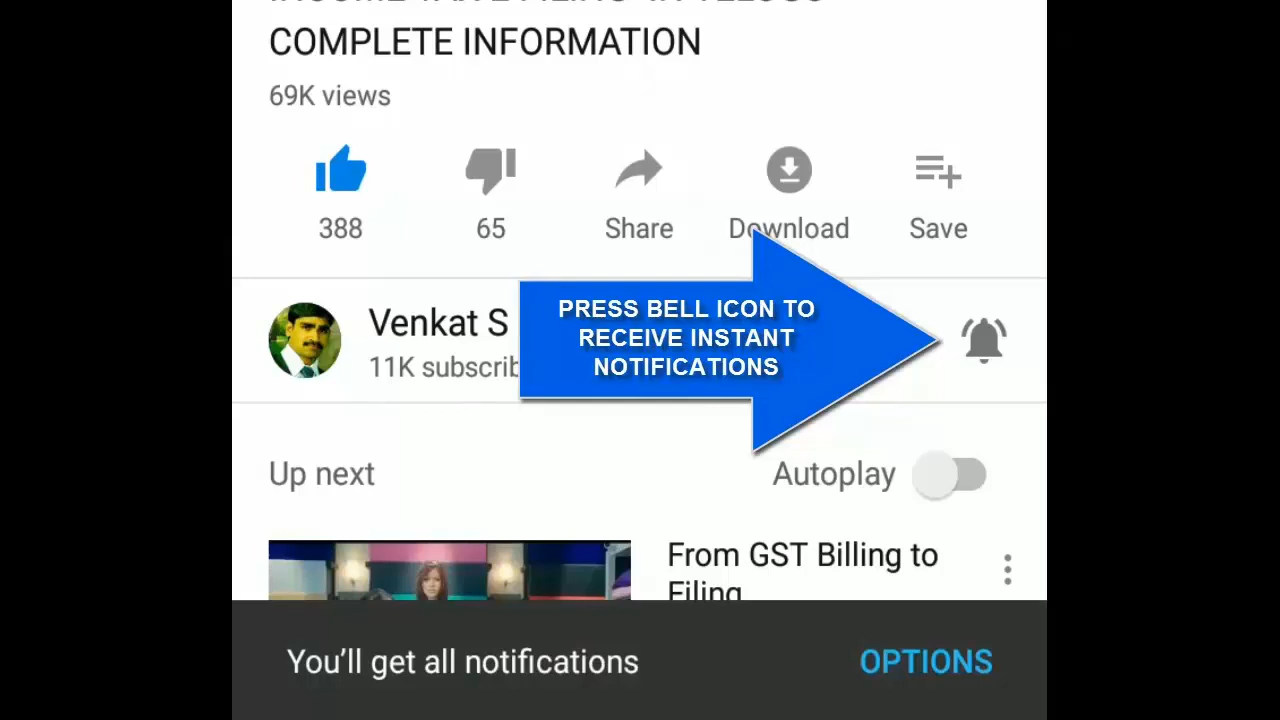 COMPLETE INFORMATION
69K views
388 65 Share Download Save
Venkat S
11K
PRESS BELL ICON TO
RECEIVE INSTANT
NOTIFICATIONS
Up next Autoplay
From GST Billing to
Filing
You’ll get all notifications OPTIONS